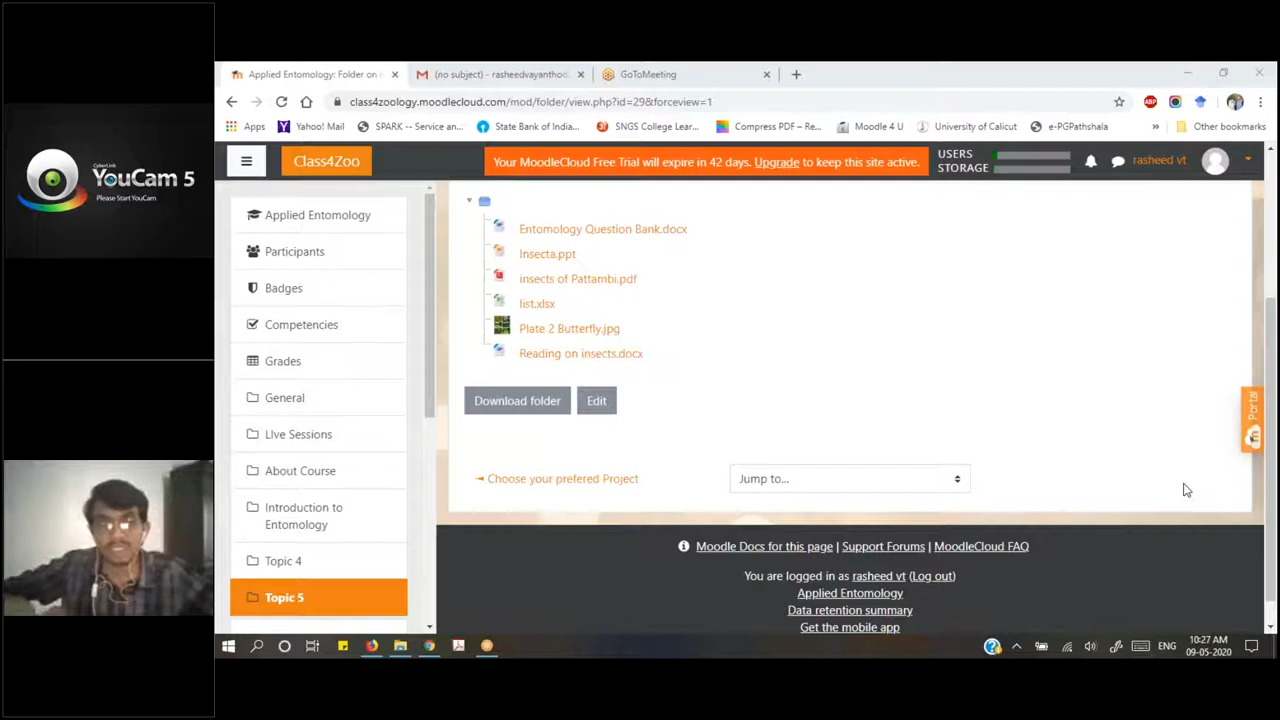 CyberLink
YouCam 5
Please Start YouCam
Applied Entomology: Folder on i
(no subject) - rasheedvayanthod
GoToMeeting
class4zoology.moodlecloud.com/mod/folder/view.php?id=29&forceview=1
ABP
Apps
Yahoo! Mail
SPARK -- Service an...
State Bank of India...
SNGS College Lear...
Compress PDF – Re...
Moodle 4 U
University of Calicut
e-PGPathshala
Other bookmarks
Class4Zoo
Your MoodleCloud Free Trial will expire in 42 days. Upgrade to keep this site active.
USERS
STORAGE
rasheed vt
Applied Entomology
Participants
Badges
Competencies
Grades
General
LIve Sessions
About Course
Introduction to
Entomology
Topic 4
Topic 5
Entomology Question Bank.docx
Insecta.ppt
insects of Pattambi.pdf
list.xlsx
Plate 2 Butterfly.jpg
Reading on insects.docx
Download folder
Edit
◄ Choose your prefered Project
Jump to...
Portal
Moodle Docs for this page | Support Forums | MoodleCloud FAQ
You are logged in as rasheed vt (Log out)
Applied Entomology
Data retention summary
Get the mobile app
ENG
10:27 AM
09-05-2020